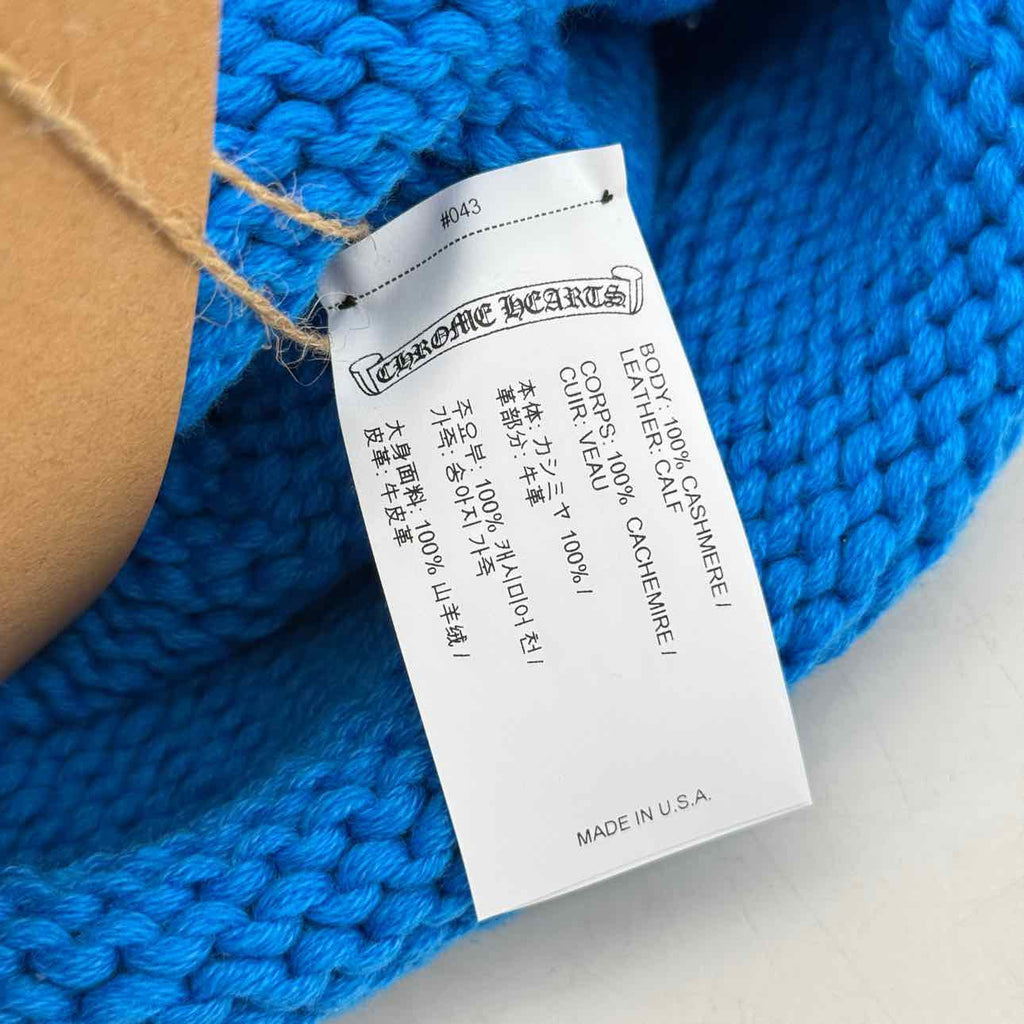 #043
CHROME HEARTS
BODY: 100% CASHMERE /
LEATHER: CALF
CORPS: 100% CACHEMIRE /
CUIR: VEAU
本体: カシミヤ 100% /
革部分: 牛革
주요부: 100% 캐시미어 천 /
가죽: 송아지 가죽
大身面料: 100% 山羊绒 /
皮革: 牛皮革
MADE IN U.S.A.